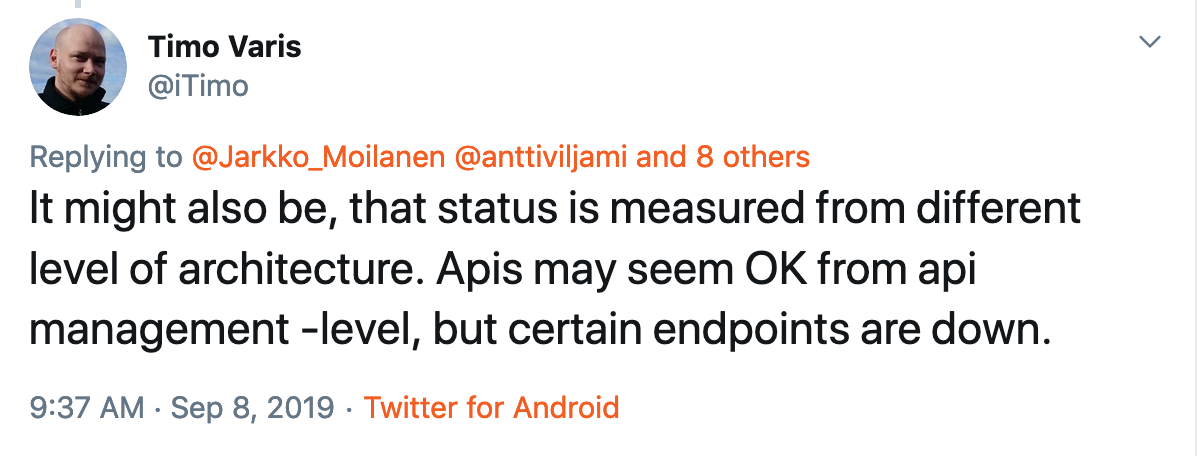 Timo Varis
@iTimo
Replying to @Jarkko_Moilanen @anttiviljami and 8 others
It might also be, that status is measured from different
level of architecture. Apis may seem OK from api
management -level, but certain endpoints are down.
9:37 AM · Sep 8, 2019 · Twitter for Android